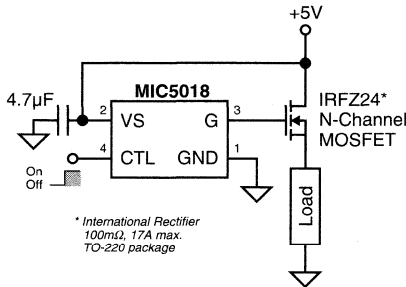 +5V
4.7µF
MIC5018
2
VS
G
3
IRFZ24*
N-Channel
MOSFET
4
CTL
GND
1
On
Off
Load
* International Rectifier
100mΩ, 17A max.
TO-220 package